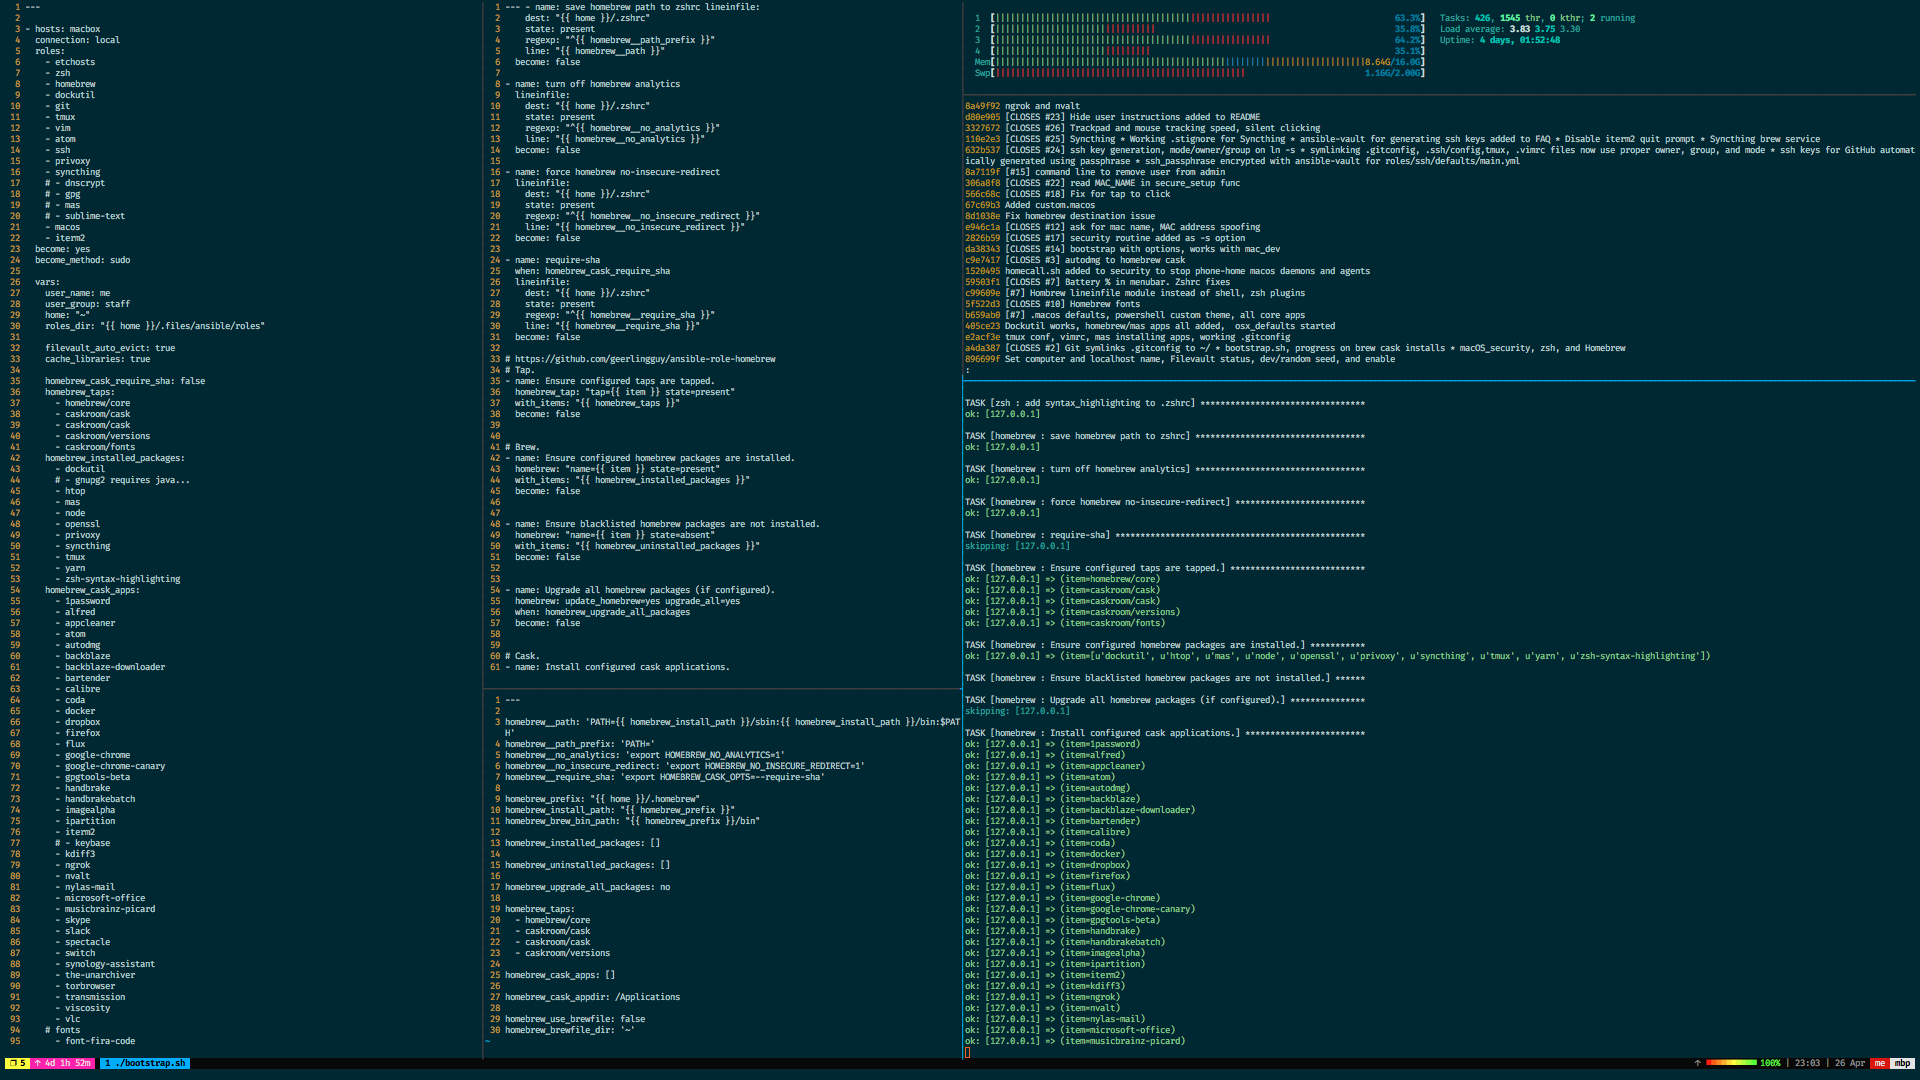 1 ---
2
3 - hosts: macbox
4   connection: local
5   roles:
6     - etchosts
7     - zsh
8     - homebrew
9     - dockutil
10     - git
11     - tmux
12     - vim
13     - atom
14     - ssh
15     - privoxy
16     - syncthing
17     # - dnscrypt
18     # - gpg
19     # - mas
20     # - sublime-text
21     - macos
22     - iterm2
23   become: yes
24   become_method: sudo
25
26   vars:
27     user_name: me
28     user_group: staff
29     home: "~"
30     roles_dir: "{{ home }}/.files/ansible/roles"
31
32     filevault_auto_evict: true
33     cache_libraries: true
34
35     homebrew_cask_require_sha: false
36     homebrew_taps:
37       - homebrew/core
38       - caskroom/cask
39       - caskroom/cask
40       - caskroom/versions
41       - caskroom/fonts
42     homebrew_installed_packages:
43       - dockutil
44       # - gnupg2 requires java...
45       - htop
46       - mas
47       - node
48       - openssl
49       - privoxy
50       - syncthing
51       - tmux
52       - yarn
53       - zsh-syntax-highlighting
54     homebrew_cask_apps:
55       - 1password
56       - alfred
57       - appcleaner
58       - atom
59       - autodmg
60       - backblaze
61       - backblaze-downloader
62       - bartender
63       - calibre
64       - coda
65       - docker
66       - dropbox
67       - firefox
68       - flux
69       - google-chrome
70       - google-chrome-canary
71       - gpgtools-beta
72       - handbrake
73       - handbrakebatch
74       - imagealpha
75       - ipartition
76       - iterm2
77       # - keybase
78       - kdiff3
79       - ngrok
80       - nvalt
81       - nylas-mail
82       - microsoft-office
83       - musicbrainz-picard
84       - skype
85       - slack
86       - spectacle
87       - switch
88       - synology-assistant
89       - the-unarchiver
90       - torbrowser
91       - transmission
92       - viscosity
93       - vlc
94     # fonts
95       - font-fira-code
1 --- - name: save homebrew path to zshrc lineinfile:
2     dest: "{{ home }}/.zshrc"
3     state: present
4     regexp: "^{{ homebrew__path_prefix }}"
5     line: "{{ homebrew__path }}"
6   become: false
7
8 - name: turn off homebrew analytics
9   lineinfile:
10     dest: "{{ home }}/.zshrc"
11     state: present
12     regexp: "^{{ homebrew__no_analytics }}"
13     line: "{{ homebrew__no_analytics }}"
14   become: false
15
16 - name: force homebrew no-insecure-redirect
17   lineinfile:
18     dest: "{{ home }}/.zshrc"
19     state: present
20     regexp: "^{{ homebrew__no_insecure_redirect }}"
21     line: "{{ homebrew__no_insecure_redirect }}"
22   become: false
23
24 - name: require-sha
25   when: homebrew_cask_require_sha
26   lineinfile:
27     dest: "{{ home }}/.zshrc"
28     state: present
29     regexp: "^{{ homebrew__require_sha }}"
30     line: "{{ homebrew__require_sha }}"
31   become: false
32
33 # https://github.com/geerlingguy/ansible-role-homebrew
34 # Tap.
35 - name: Ensure configured taps are tapped.
36   homebrew_tap: "tap={{ item }} state=present"
37   with_items: "{{ homebrew_taps }}"
38   become: false
39
40
41 # Brew.
42 - name: Ensure configured homebrew packages are installed.
43   homebrew: "name={{ item }} state=present"
44   with_items: "{{ homebrew_installed_packages }}"
45   become: false
46
47
48 - name: Ensure blacklisted homebrew packages are not installed.
49   homebrew: "name={{ item }} state=absent"
50   with_items: "{{ homebrew_uninstalled_packages }}"
51   become: false
52
53
54 - name: Upgrade all homebrew packages (if configured).
55   homebrew: update_homebrew=yes upgrade_all=yes
56   when: homebrew_upgrade_all_packages
57   become: false
58
59
60 # Cask.
61 - name: Install configured cask applications.
1 ---
2
3 homebrew__path: 'PATH={{ homebrew_install_path }}/sbin:{{ homebrew_install_path }}/bin:$PAT
H'
4 homebrew__path_prefix: 'PATH='
5 homebrew__no_analytics: 'export HOMEBREW_NO_ANALYTICS=1'
6 homebrew__no_insecure_redirect: 'export HOMEBREW_NO_INSECURE_REDIRECT=1'
7 homebrew__require_sha: 'export HOMEBREW_CASK_OPTS=--require-sha'
8
9 homebrew_prefix: "{{ home }}/.homebrew"
10 homebrew_install_path: "{{ homebrew_prefix }}"
11 homebrew_brew_bin_path: "{{ homebrew_prefix }}/bin"
12
13 homebrew_installed_packages: []
14
15 homebrew_uninstalled_packages: []
16
17 homebrew_upgrade_all_packages: no
18
19 homebrew_taps:
20   - homebrew/core
21   - caskroom/cask
22   - caskroom/cask
23   - caskroom/versions
24
25 homebrew_cask_apps: []
26
27 homebrew_cask_appdir: /Applications
28
29 homebrew_use_brewfile: false
30 homebrew_brewfile_dir: '~'
~
1 [ 63.3%] Tasks: 426, 1545 thr, 0 kthr; 2 running
2 [ 35.8%] Load average: 3.83 3.75 3.30
3 [ 64.2%] Uptime: 4 days, 01:52:48
4 [ 35.1%]
Mem[ 8.64G/16.0G]
Swp[ 1.16G/2.00G]
8a49f92 ngrok and nvalt
d80e905 [CLOSES #23] Hide user instructions added to README
3327672 [CLOSES #26] Trackpad and mouse tracking speed, silent clicking
110e2e3 [CLOSES #25] Syncthing * Working .stignore for Syncthing * ansible-vault for generating ssh keys added to FAQ * Disable iterm2 quit prompt * Syncthing brew service
632b537 [CLOSES #24] ssh key generation, mode/owner/group on ln -s * symlinking .gitconfig, .ssh/config,tmux, .vimrc files now use proper owner, group, and mode * ssh keys for GitHub automat
ically generated using passphrase * ssh_passphrase encrypted with ansible-vault for roles/ssh/defaults/main.yml
8a7119f [#15] command line to remove user from admin
306a8f8 [CLOSES #22] read MAC_NAME in secure_setup func
566c68c [CLOSES #18] Fix for tap to click
67c69b3 Added custom.macos
8d1038e Fix homebrew destination issue
e946c1a [CLOSES #12] ask for mac name, MAC address spoofing
2826b59 [CLOSES #17] security routine added as -s option
da38343 [CLOSES #14] bootstrap with options, works with mac_dev
c9e7417 [CLOSES #3] autodmg to homebrew cask
1520495 homecall.sh added to security to stop phone-home macos daemons and agents
59503f1 [CLOSES #7] Battery % in menubar. Zshrc fixes
c99609e [#7] Hombrew lineinfile module instead of shell, zsh plugins
5f522d3 [CLOSES #10] Homebrew fonts
b659ab0 [#7] .macos defaults, powershell custom theme, all core apps
405ce23 Dockutil works, homebrew/mas apps all added,  osx_defaults started
e2acf3e tmux conf, vimrc, mas installing apps, working .gitconfig
a4da387 [CLOSES #2] Git symlinks .gitconfig to ~/ * bootstrap.sh, progress on brew cask installs * macOS_security, zsh, and Homebrew
896699f Set computer and localhost name, Filevault status, dev/random seed, and enable
:
TASK [zsh : add syntax_highlighting to .zshrc] *********************************
ok: [127.0.0.1]
TASK [homebrew : save homebrew path to zshrc] **********************************
ok: [127.0.0.1]
TASK [homebrew : turn off homebrew analytics] **********************************
ok: [127.0.0.1]
TASK [homebrew : force homebrew no-insecure-redirect] **************************
ok: [127.0.0.1]
TASK [homebrew : require-sha] **************************************************
skipping: [127.0.0.1]
TASK [homebrew : Ensure configured taps are tapped.] ***************************
ok: [127.0.0.1] => (item=homebrew/core)
ok: [127.0.0.1] => (item=caskroom/cask)
ok: [127.0.0.1] => (item=caskroom/cask)
ok: [127.0.0.1] => (item=caskroom/versions)
ok: [127.0.0.1] => (item=caskroom/fonts)
TASK [homebrew : Ensure configured homebrew packages are installed.] ***********
ok: [127.0.0.1] => (item=[u'dockutil', u'htop', u'mas', u'node', u'openssl', u'privoxy', u'syncthing', u'tmux', u'yarn', u'zsh-syntax-highlighting'])
TASK [homebrew : Ensure blacklisted homebrew packages are not installed.] ******
TASK [homebrew : Upgrade all homebrew packages (if configured).] ***************
skipping: [127.0.0.1]
TASK [homebrew : Install configured cask applications.] ************************
ok: [127.0.0.1] => (item=1password)
ok: [127.0.0.1] => (item=alfred)
ok: [127.0.0.1] => (item=appcleaner)
ok: [127.0.0.1] => (item=atom)
ok: [127.0.0.1] => (item=autodmg)
ok: [127.0.0.1] => (item=backblaze)
ok: [127.0.0.1] => (item=backblaze-downloader)
ok: [127.0.0.1] => (item=bartender)
ok: [127.0.0.1] => (item=calibre)
ok: [127.0.0.1] => (item=coda)
ok: [127.0.0.1] => (item=docker)
ok: [127.0.0.1] => (item=dropbox)
ok: [127.0.0.1] => (item=firefox)
ok: [127.0.0.1] => (item=flux)
ok: [127.0.0.1] => (item=google-chrome)
ok: [127.0.0.1] => (item=google-chrome-canary)
ok: [127.0.0.1] => (item=gpgtools-beta)
ok: [127.0.0.1] => (item=handbrake)
ok: [127.0.0.1] => (item=handbrakebatch)
ok: [127.0.0.1] => (item=imagealpha)
ok: [127.0.0.1] => (item=ipartition)
ok: [127.0.0.1] => (item=iterm2)
ok: [127.0.0.1] => (item=kdiff3)
ok: [127.0.0.1] => (item=ngrok)
ok: [127.0.0.1] => (item=nvalt)
ok: [127.0.0.1] => (item=nylas-mail)
ok: [127.0.0.1] => (item=microsoft-office)
ok: [127.0.0.1] => (item=musicbrainz-picard)
❐ 5 ↑ 4d 1h 52m 1 ./bootstrap.sh ↑ 100% | 23:03 | 26 Apr me mbp